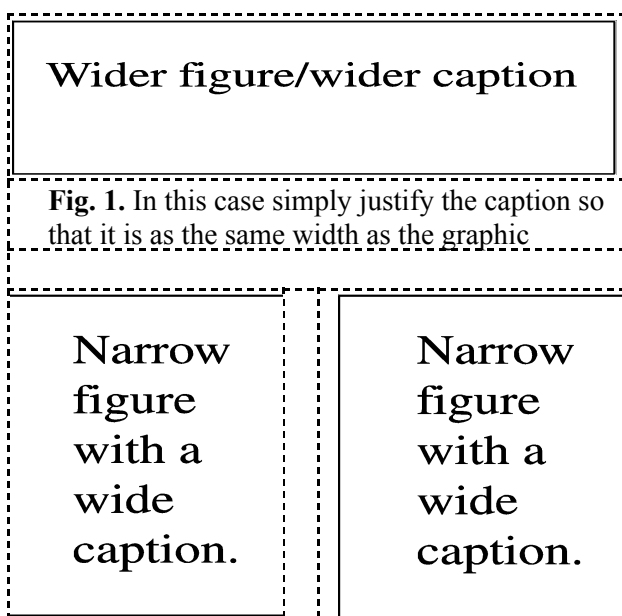 Wider figure/wider caption
Fig. 1. In this case simply justify the caption so
that it is as the same width as the graphic
Narrow
figure
with a
wide
caption.
Narrow
figure
with a
wide
caption.